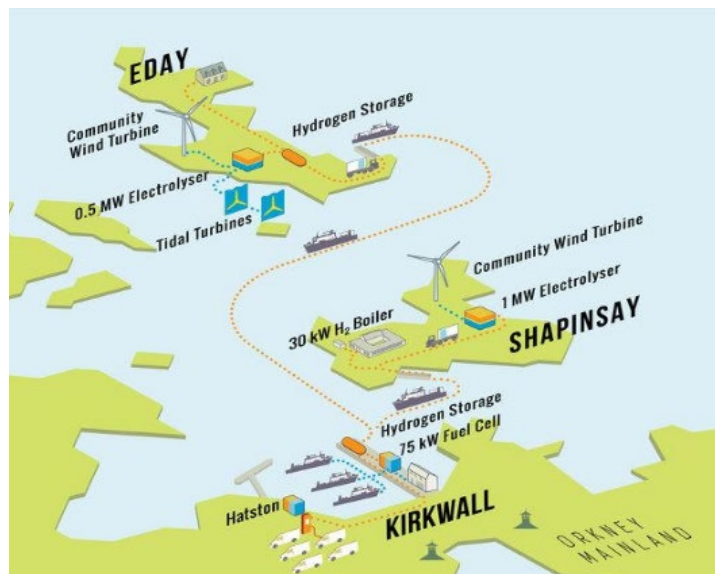 EDAY
Community
Wind Turbine
Hydrogen Storage
0.5 MW Electrolyser
Tidal Turbines
Community Wind Turbine
1 MW Electrolyser
30 kW H₂ Boiler
SHAPINSAY
Hydrogen Storage
75 kW Fuel Cell
Hatston
KIRKWALL
ORKNEY
MAINLAND